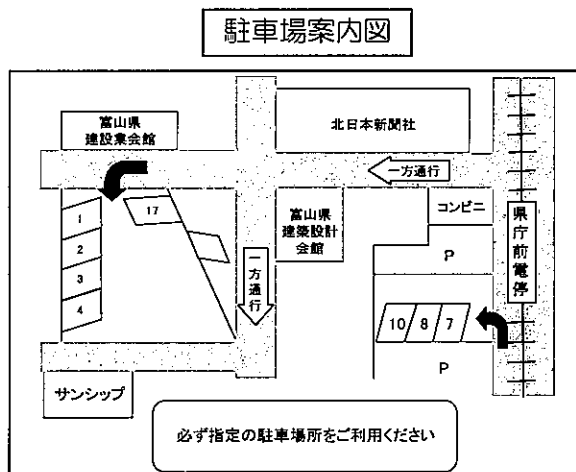 駐車場案内図
富山県
建設業会館
北日本新聞社
一方通行
17
1
2
3
4
富山県
建築設計
会館
コンビニ
P
県庁前電停
一方通行
10
8
7
P
サンシップ
必ず指定の駐車場所をご利用ください